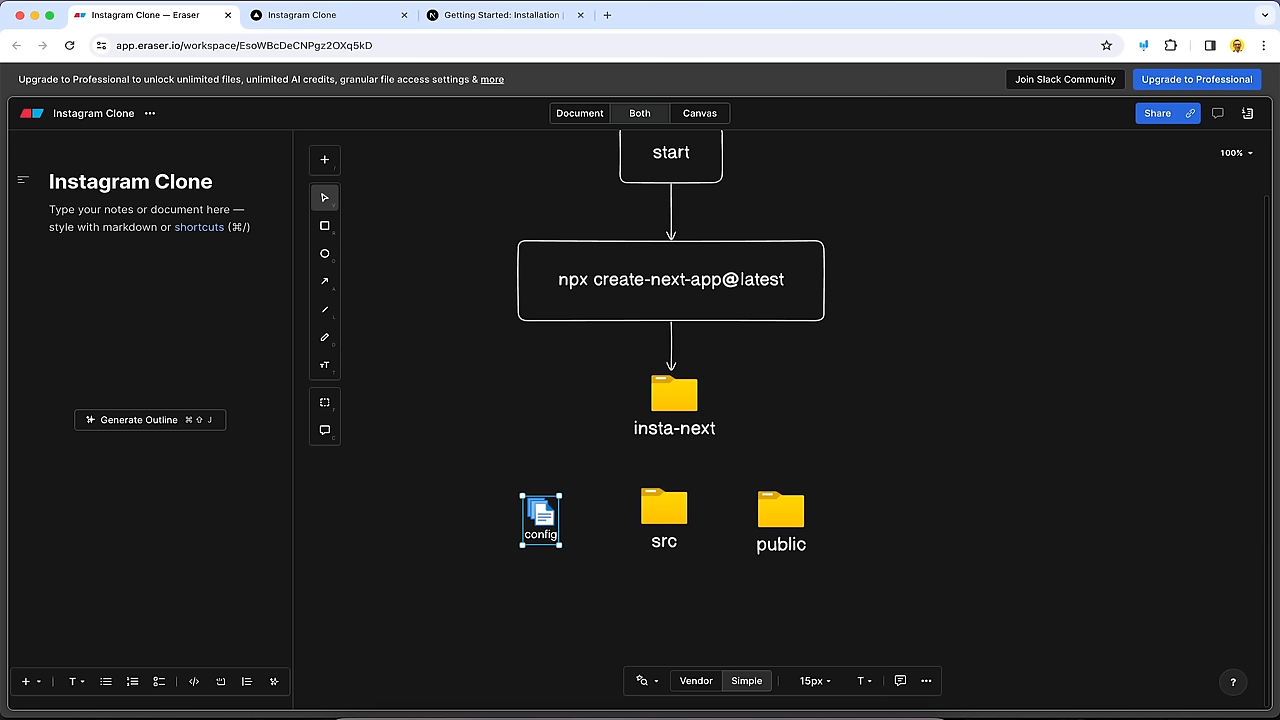 Instagram Clone — Eraser
Instagram Clone
Getting Started: Installation |
app.eraser.io/workspace/EsoWBcDeCNPgz2OXq5kD
Upgrade to Professional to unlock unlimited files, unlimited AI credits, granular file access settings & more
Join Slack Community
Upgrade to Professional
Instagram Clone
Document
Both
Canvas
Share
100%
Instagram Clone
Type your notes or document here —
style with markdown or shortcuts (⌘/)
Generate Outline ⌘ ⇧ J
start
npx create-next-app@latest
insta-next
config
src
public
Vendor
Simple
15px
T
?